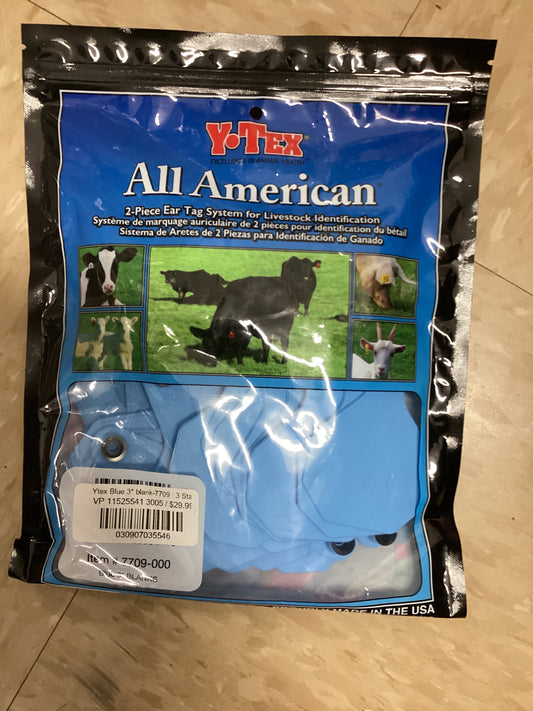 Y-TEX
EXCELLENCE IN ANIMAL HEALTH
All American
2-Piece Ear Tag System for Livestock Identification
Système de marquage auriculaire de 2 pièces pour identification du bétail
Sistema de Aretes de 2 Piezas para Identificación de Ganado
Ytex Blue 3" blank-7709 : 3 Sta
VP 11525541 3005 / $29.99
030907035546
Item # 7709-000
BLANKS
MADE IN THE USA